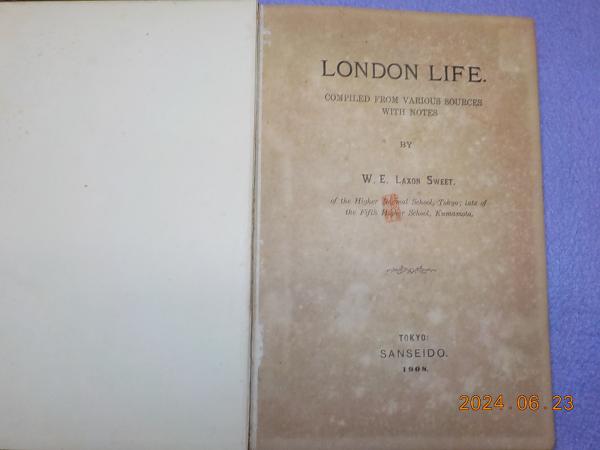 LONDON LIFE.
COMPILED FROM VARIOUS SOURCES
WITH NOTES
BY
W. E. LAXON SWEET.
of the Higher Normal School, Tokyo; late of
the Fifth Higher School, Kumamoto.
TOKYO:
SANSEIDO.
1908.
2024.06.23